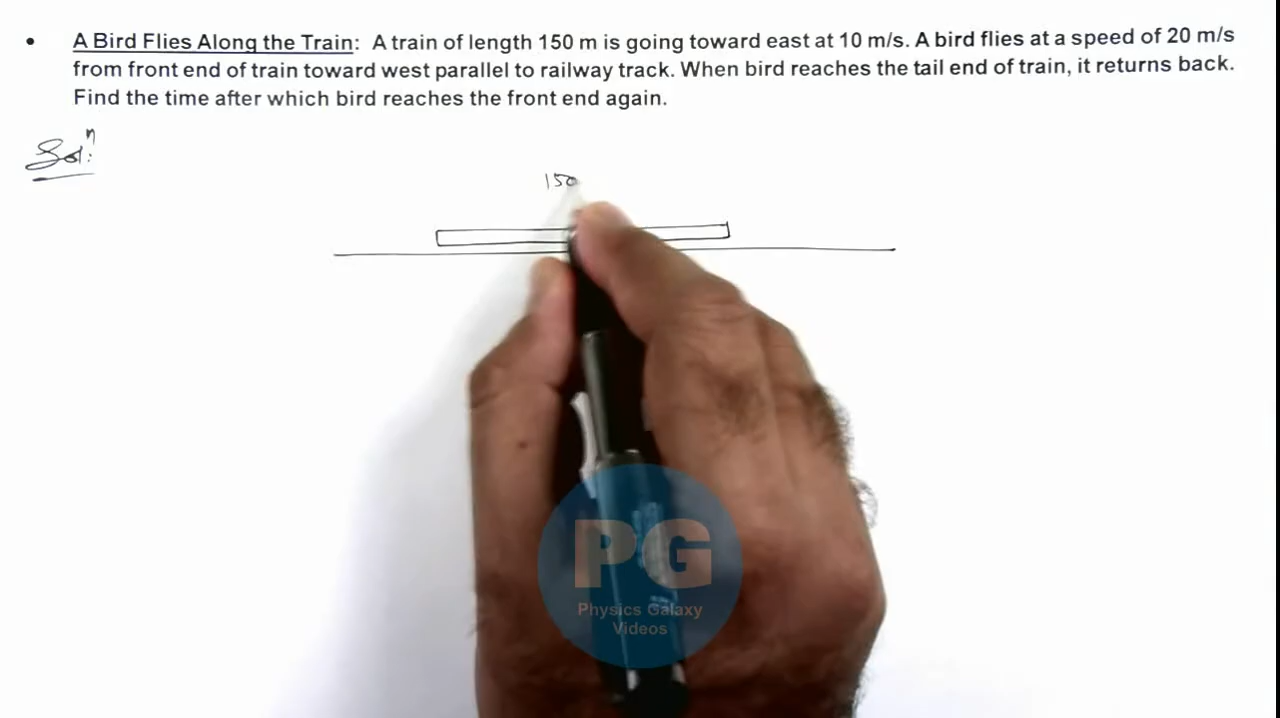 • A Bird Flies Along the Train: A train of length 150 m is going toward east at 10 m/s. A bird flies at a speed of 20 m/s
from front end of train toward west parallel to railway track. When bird reaches the tail end of train, it returns back.
Find the time after which bird reaches the front end again.
Solⁿ:
150
PG
Physics Galaxy
Videos